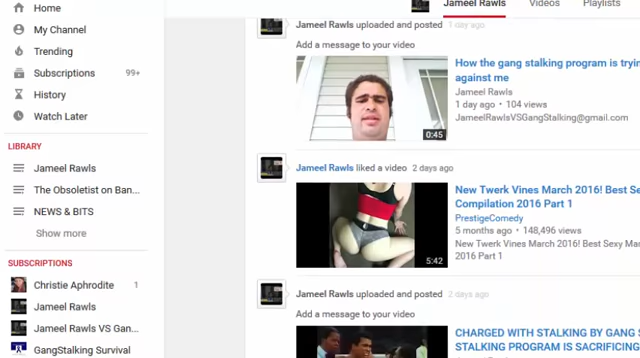 Home
My Channel
Trending
Subscriptions 99+
History
Watch Later
LIBRARY
Jameel Rawls
The Obsoletist on Ban...
NEWS & BITS
Show more
SUBSCRIPTIONS
Christie Aphrodite 1
Jameel Rawls
Jameel Rawls VS Gan...
GangStalking Survival
Jameel Rawls Videos Playlists
Jameel Rawls uploaded and posted 1 day ago
Add a message to your video
0:45
How the gang stalking program is tryin
against me
Jameel Rawls
1 day ago • 104 views
JameelRawlsVSGangStalking@gmail.com
Jameel Rawls liked a video 2 days ago
5:42
New Twerk Vines March 2016! Best Se
Compilation 2016 Part 1
PrestigeComedy
5 months ago • 148,496 views
New Twerk Vines March 2016! Best Sexy Ma
2016 Part 1
Jameel Rawls uploaded and posted 2 days ago
Add a message to your video
CHARGED WITH STALKING BY GANG S
STALKING PROGRAM IS SACRIFICING